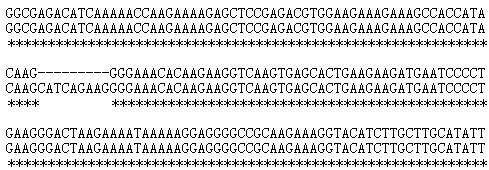 GGCGAGACATCAAAAACCAAGAAAAGAGCTCCGAGACGTGGAAGAAAGAAAGCCACCATA
GGCGAGACATCAAAAACCAAGAAAAGAGCTCCGAGACGTGGAAGAAAGAAAGCCACCATA
************************************************************
CAAG---------GGGAAACACAAGAAGGTCAAGTGAGCACTGAAGAAGATGAATCCCCT
CAAGCATCAGAAGGGGAAACACAAGAAGGTCAAGTGAGCACTGAAGAAGATGAATCCCCT
****         ***********************************************
GAAGGGACTAAGAAAATAAAAAGGAGGGGCCGCAAGAAAGGTACATCTTGCTTGCATATT
GAAGGGACTAAGAAAATAAAAAGGAGGGGCCGCAAGAAAGGTACATCTTGCTTGCATATT
************************************************************